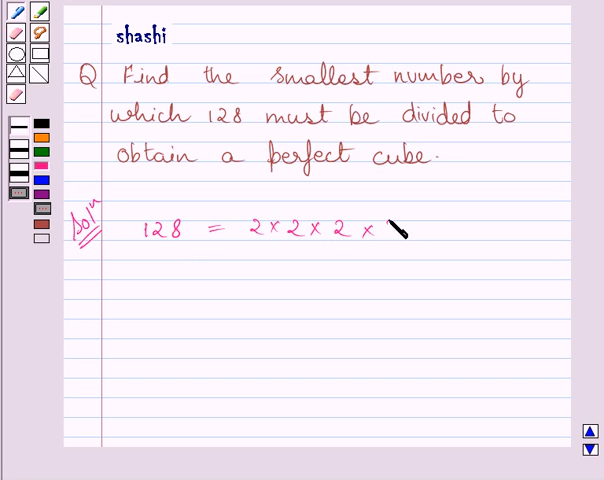 shashi
Q Find the smallest number by
which 128 must be divided to
obtain a perfect cube.
Solⁿ 128 = 2 × 2 × 2 ×